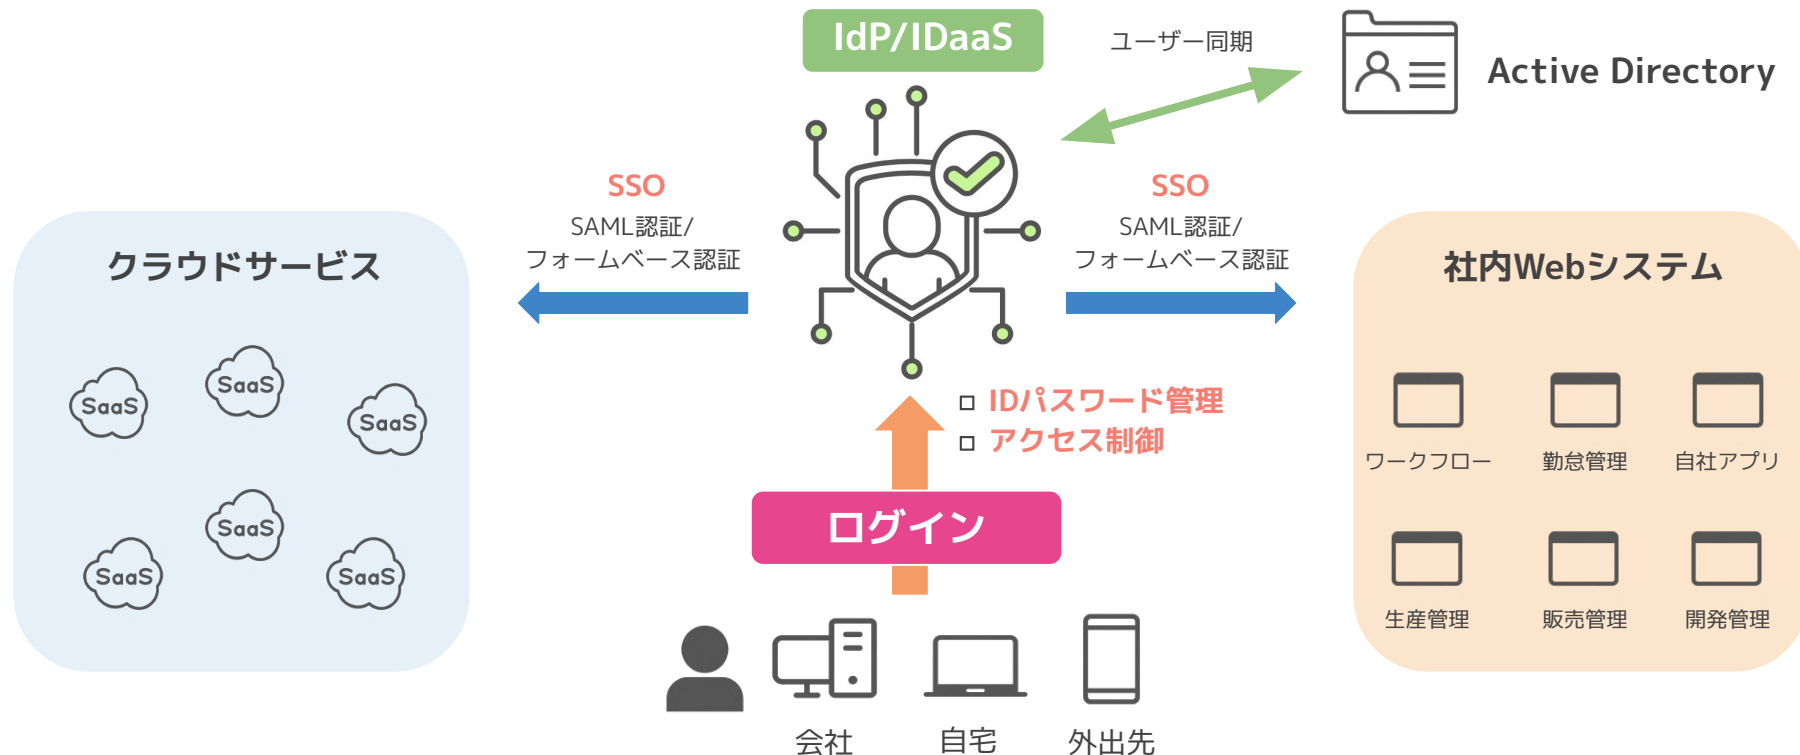 IdP/IDaaS
ユーザー同期
Active Directory
SSO
SAML認証/
フォームベース認証
SSO
SAML認証/
フォームベース認証
クラウドサービス
SaaS
SaaS
SaaS
SaaS
SaaS
SaaS
社内Webシステム
ワークフロー
勤怠管理
自社アプリ
生産管理
販売管理
開発管理
IDパスワード管理
アクセス制御
ログイン
会社
自宅
外出先